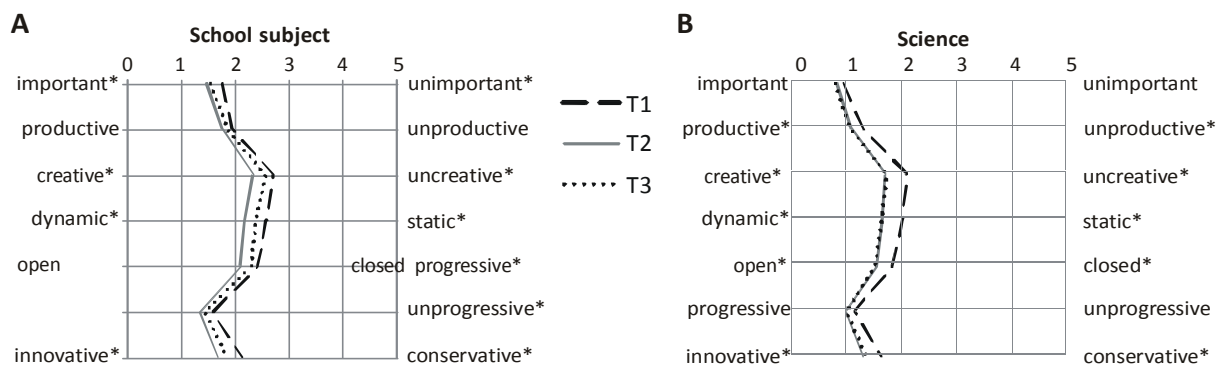 A
School subject
0 1 2 3 4 5
important* unimportant*
productive unproductive
creative* uncreative*
dynamic* static*
open closed progressive*
unprogressive*
innovative* conservative*
T1
T2
T3
B
Science
0 1 2 3 4 5
important unimportant
productive* unproductive*
creative* uncreative*
dynamic* static*
open* closed*
progressive unprogressive
innovative* conservative*